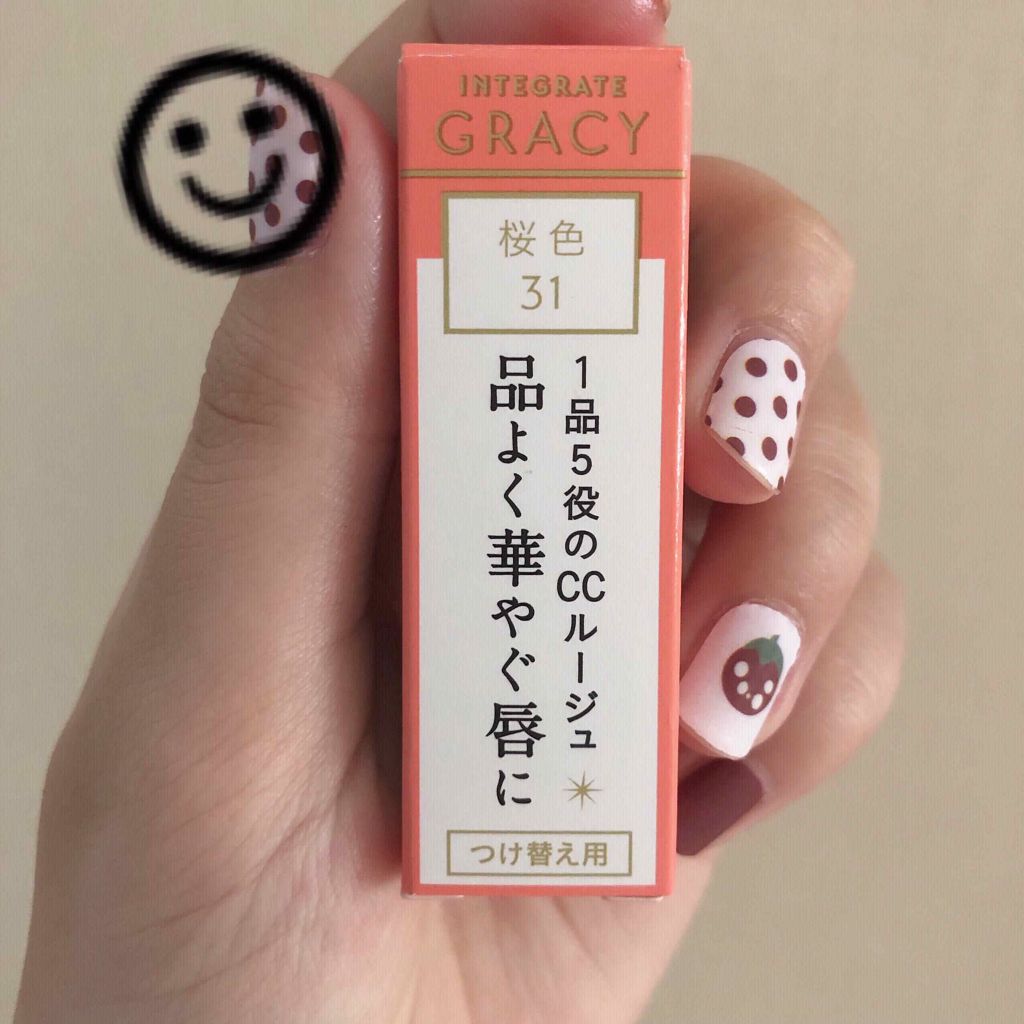 INTEGRATE
GRACY
桜色
31
1品5役のCCルージュ
品よく華やぐ唇に
つけ替え用